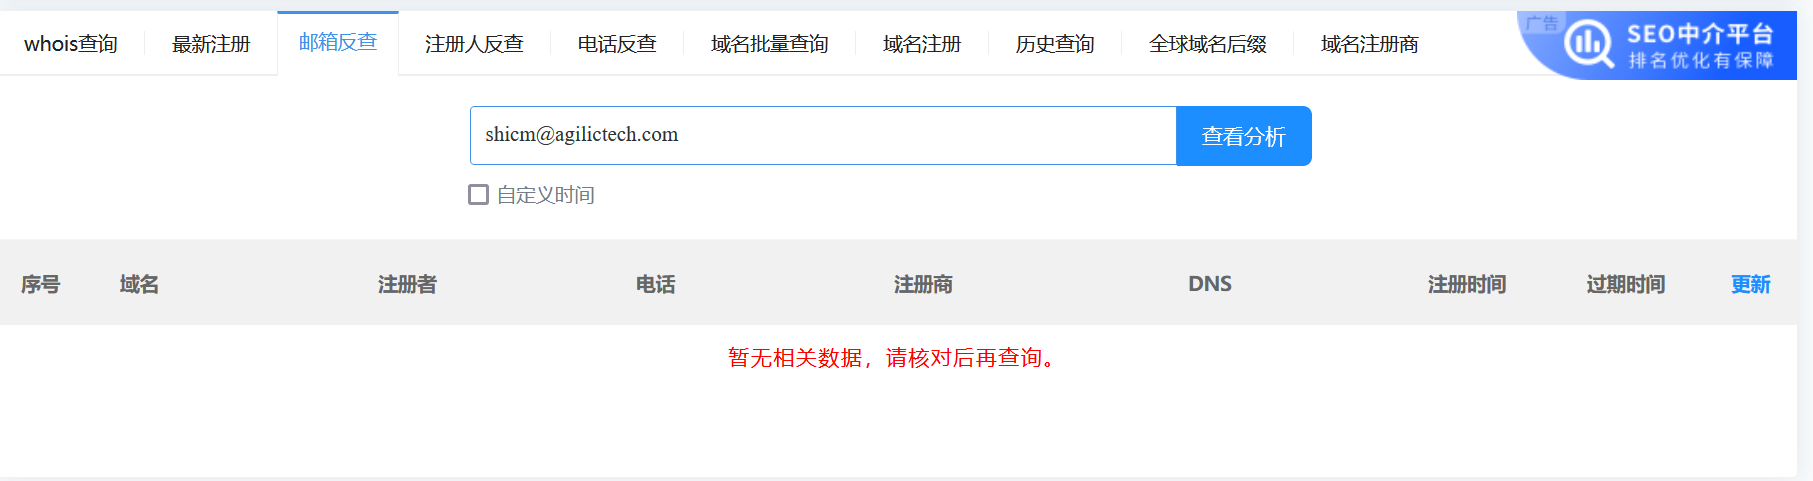 whois查询 最新注册 邮箱反查 注册人反查 电话反查 域名批量查询 域名注册 历史查询 全球域名后缀 域名注册商
广告
SEO中介平台
排名优化有保障
shicm@agilictech.com 查看分析
自定义时间
序号 域名 注册者 电话 注册商 DNS 注册时间 过期时间 更新
暂无相关数据，请核对后再查询。